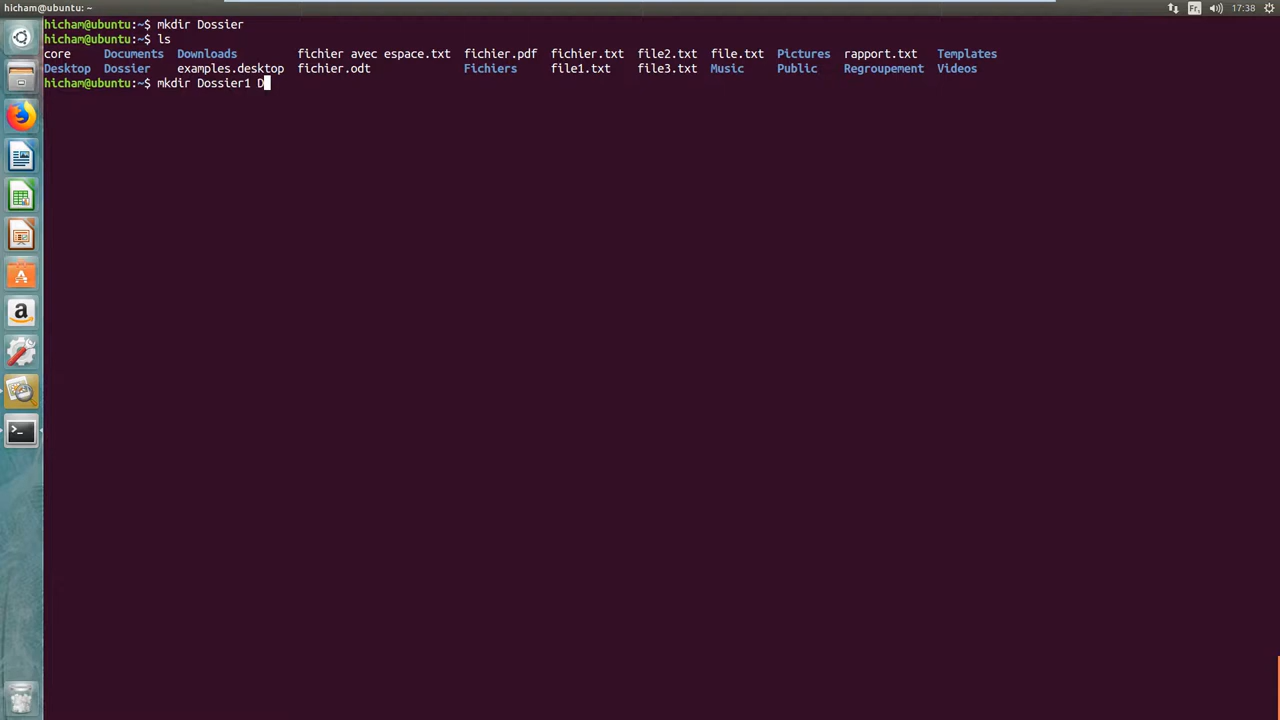 hicham@ubuntu: ~ Fr 17:38
hicham@ubuntu:~$ mkdir Dossier
hicham@ubuntu:~$ ls
core Documents Downloads fichier avec espace.txt fichier.pdf fichier.txt file2.txt file.txt Pictures rapport.txt Templates
Desktop Dossier examples.desktop fichier.odt Fichiers file1.txt file3.txt Music Public Regroupement Videos
hicham@ubuntu:~$ mkdir Dossier1 D